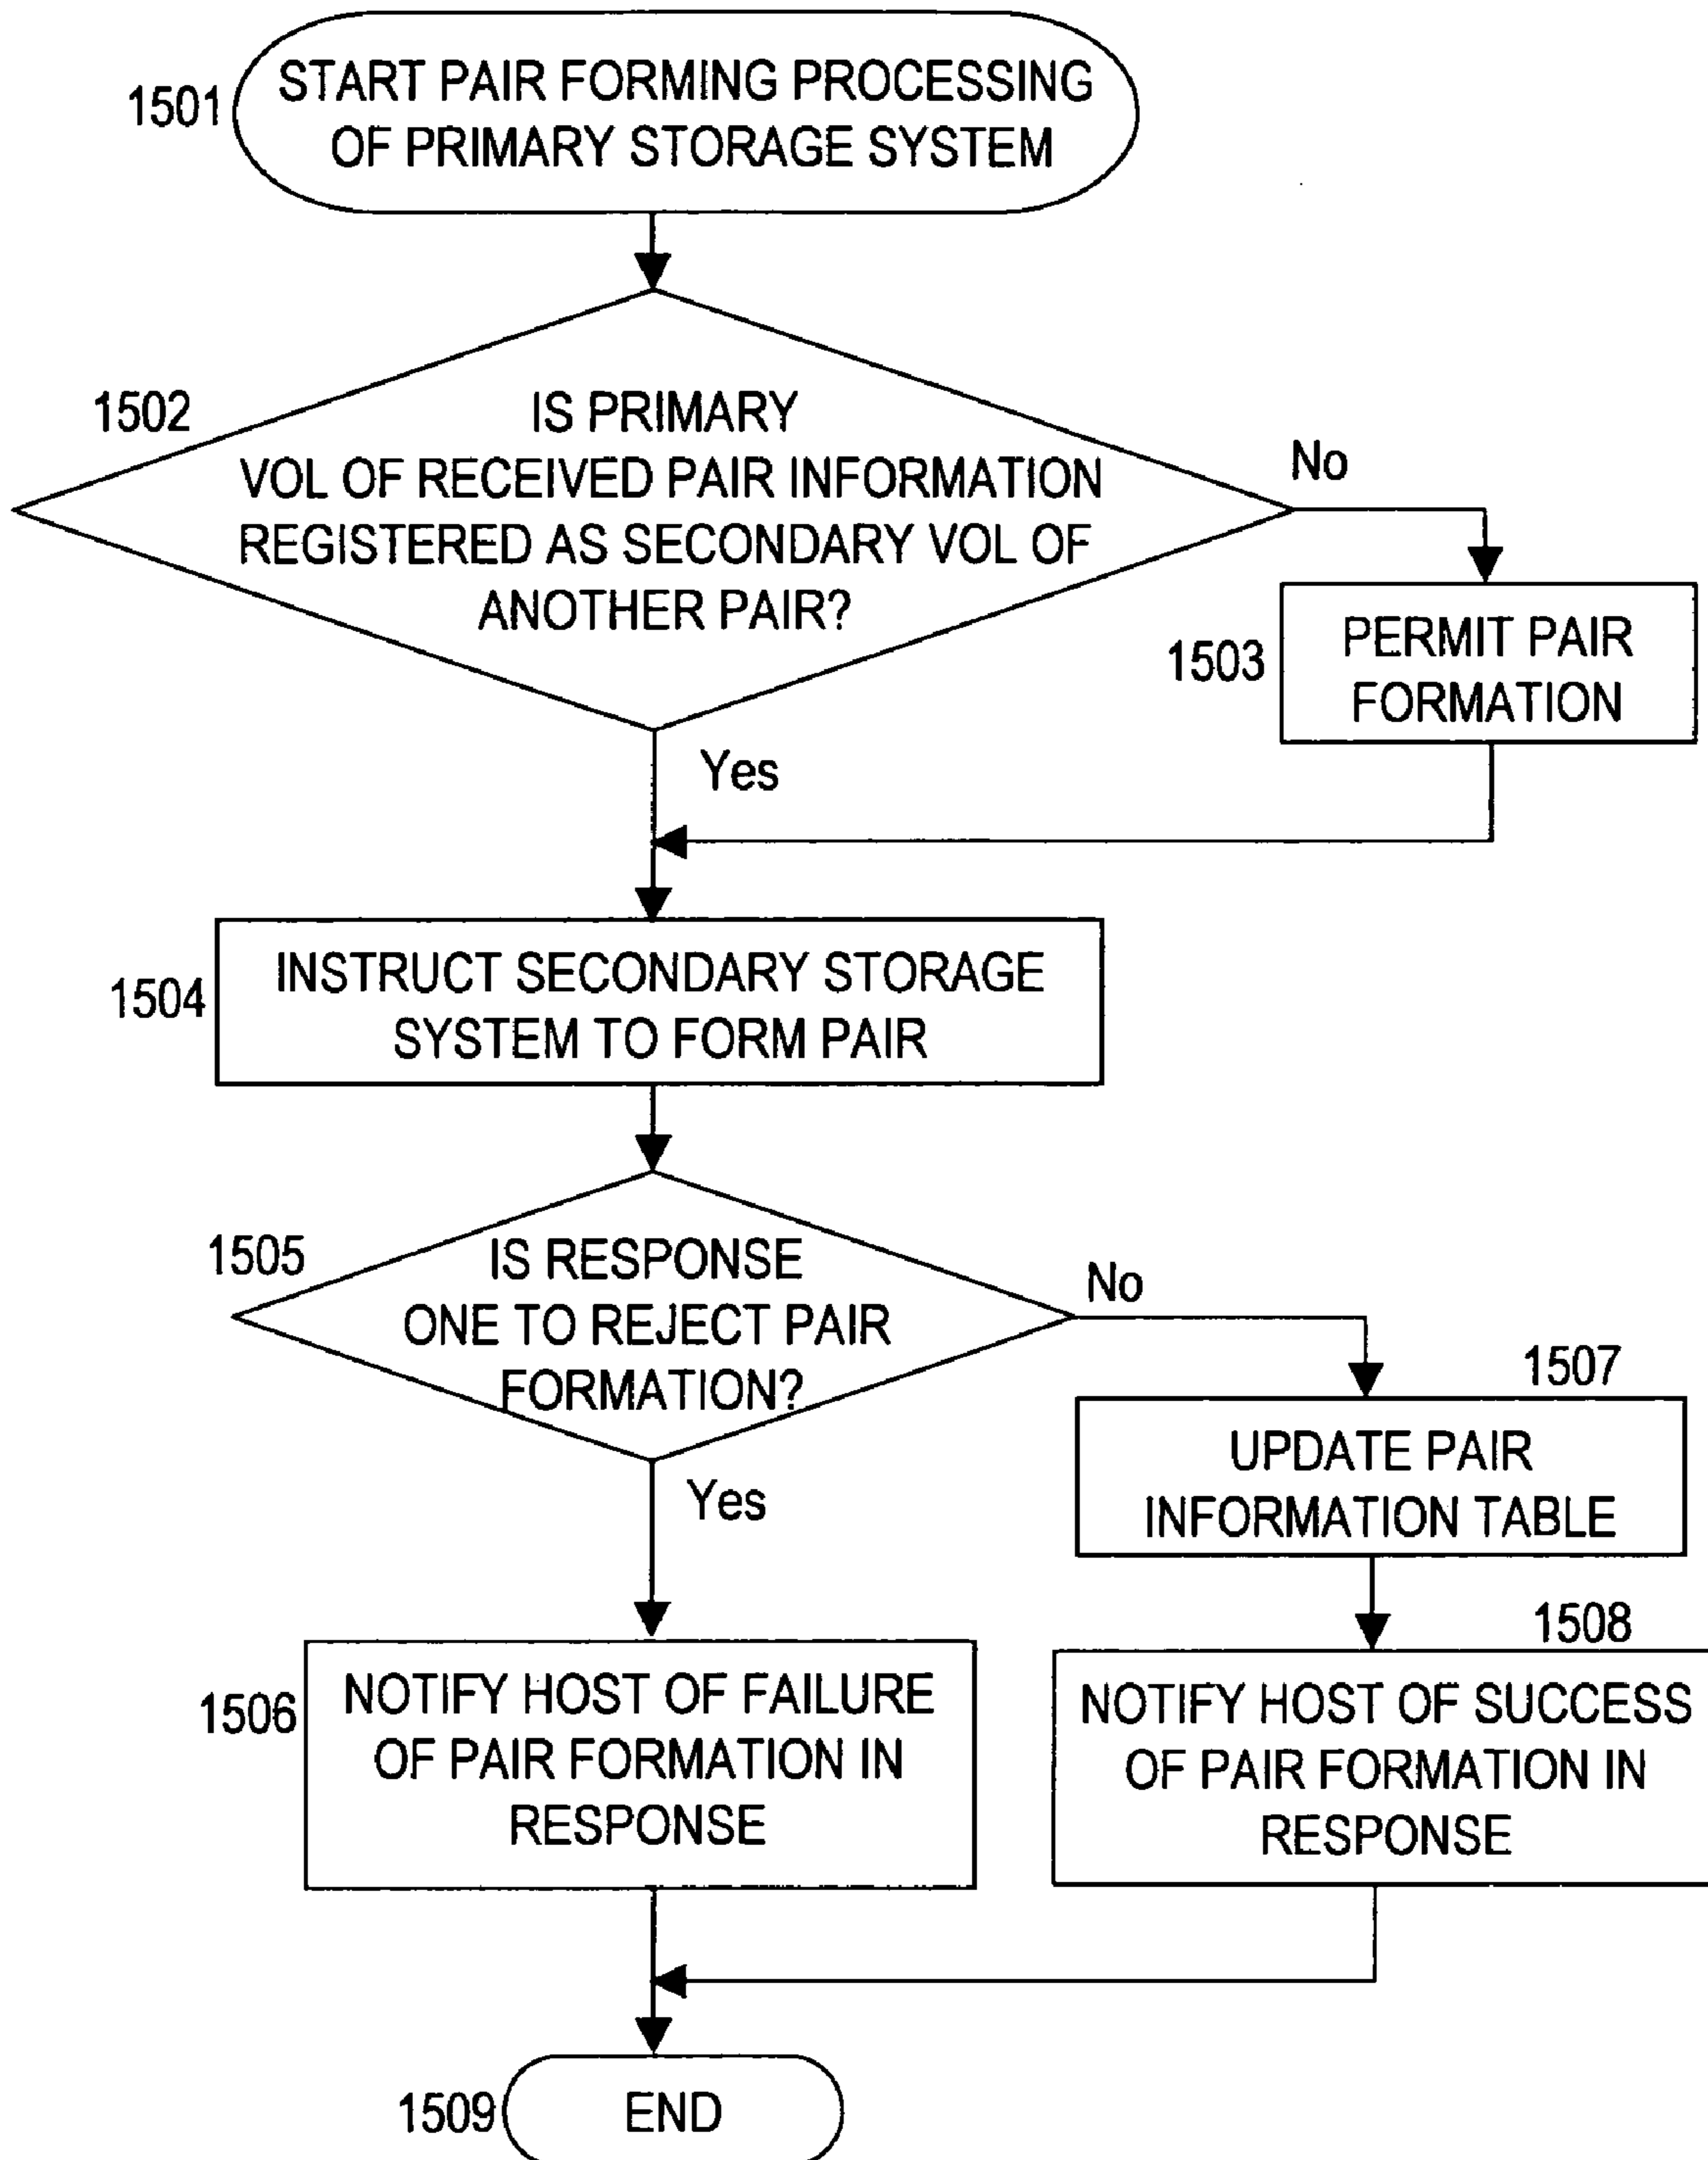 1501
START PAIR FORMING PROCESSING
OF PRIMARY STORAGE SYSTEM
1502
IS PRIMARY
VOL OF RECEIVED PAIR INFORMATION
REGISTERED AS SECONDARY VOL OF
ANOTHER PAIR?
No
1503
PERMIT PAIR
FORMATION
Yes
1504
INSTRUCT SECONDARY STORAGE
SYSTEM TO FORM PAIR
1505
IS RESPONSE
ONE TO REJECT PAIR
FORMATION?
No
1507
UPDATE PAIR
INFORMATION TABLE
Yes
1506
NOTIFY HOST OF FAILURE
OF PAIR FORMATION IN
RESPONSE
1508
NOTIFY HOST OF SUCCESS
OF PAIR FORMATION IN
RESPONSE
1509
END